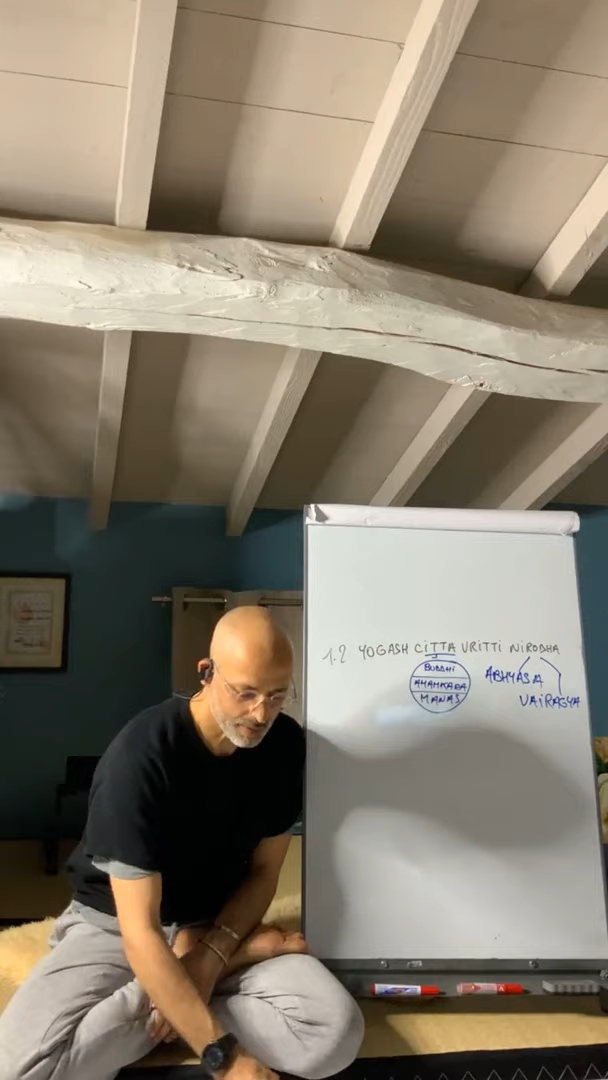 1.2 YOGASH CITTA VRITTI NIRODHA
BUDDHI
AHAMKARA
MANAS
ABHYASA
VAIRAGYA